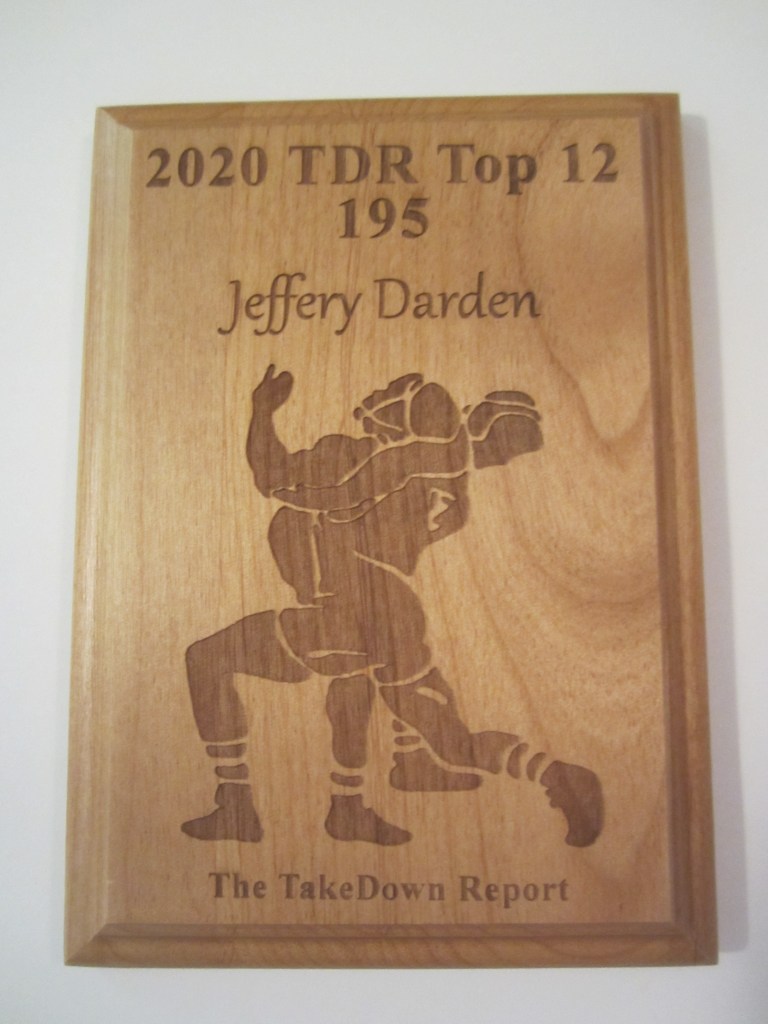 2020 TDR Top 12
195
Jeffery Darden
The TakeDown Report